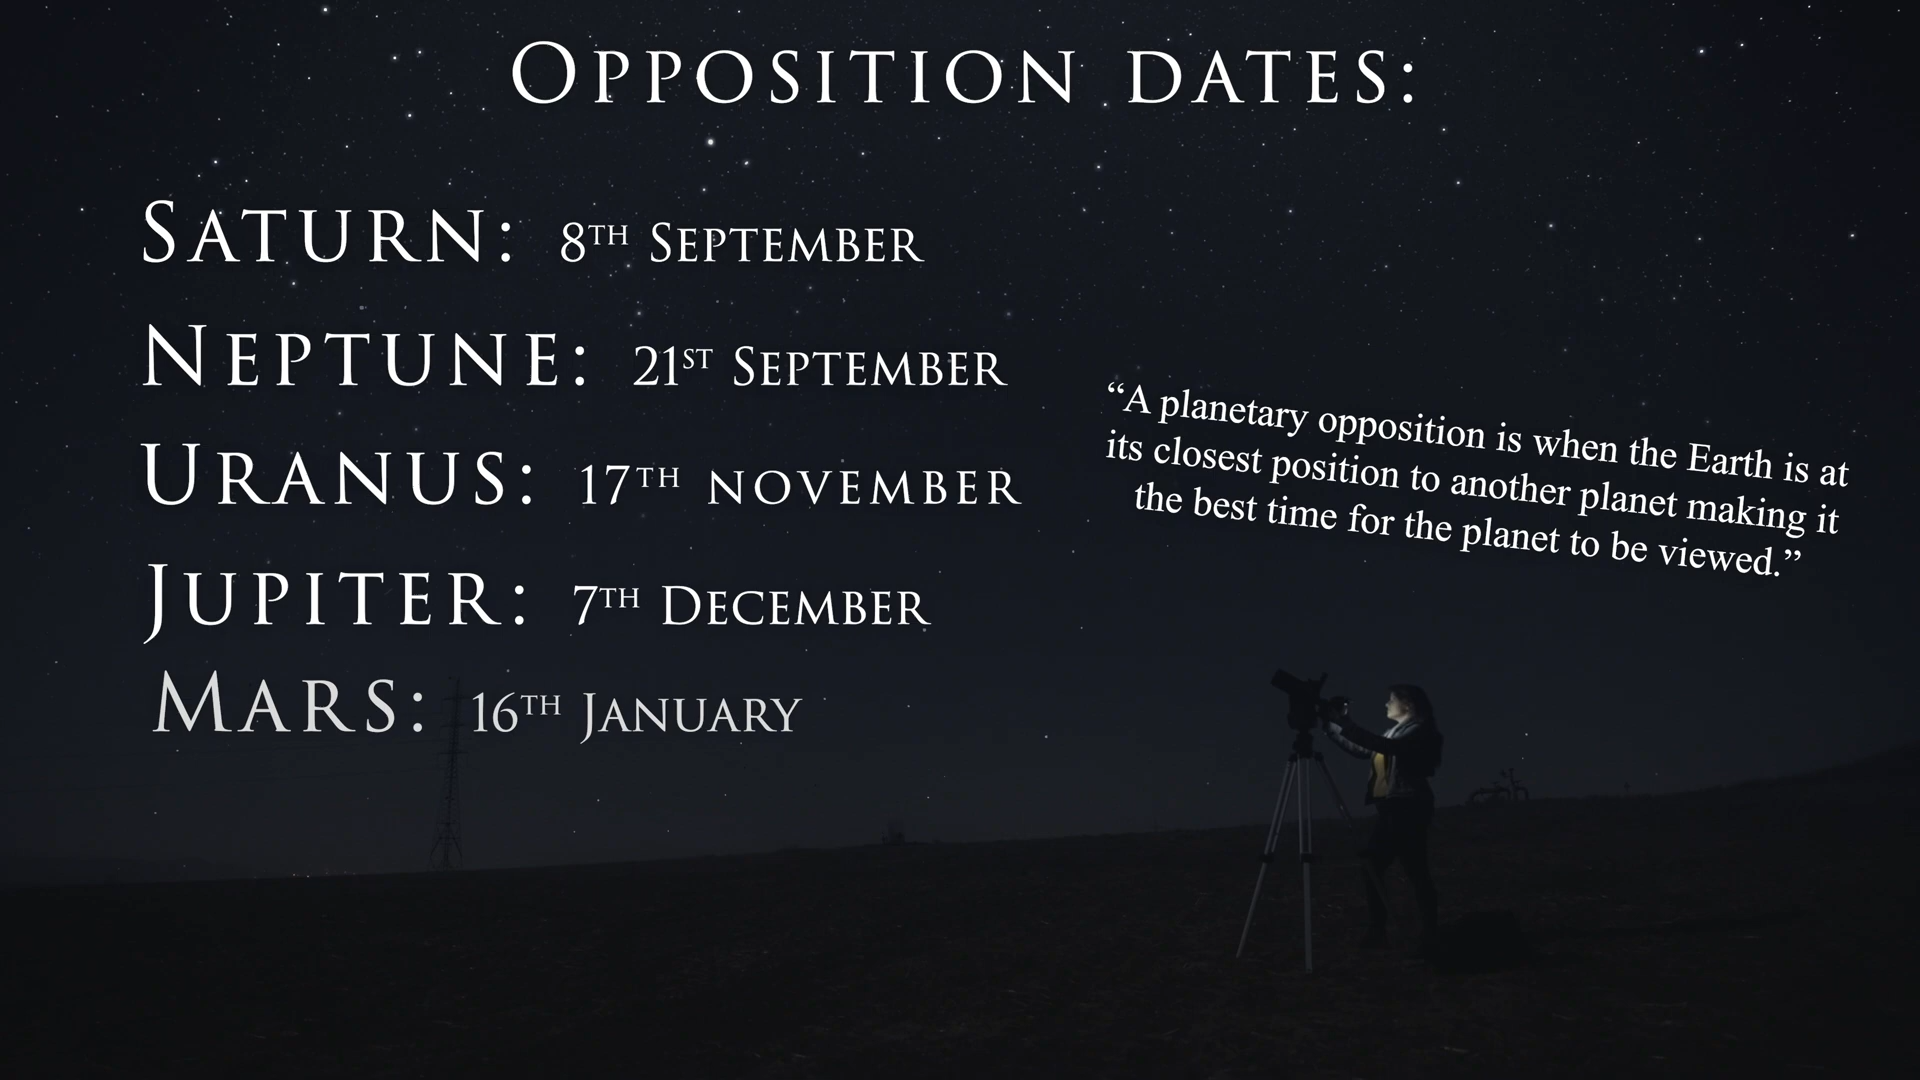 Opposition dates:
Saturn: 8th September
Neptune: 21st September
Uranus: 17th november
Jupiter: 7th December
Mars: 16th January
“A planetary opposition is when the Earth is at
its closest position to another planet making it
the best time for the planet to be viewed.”